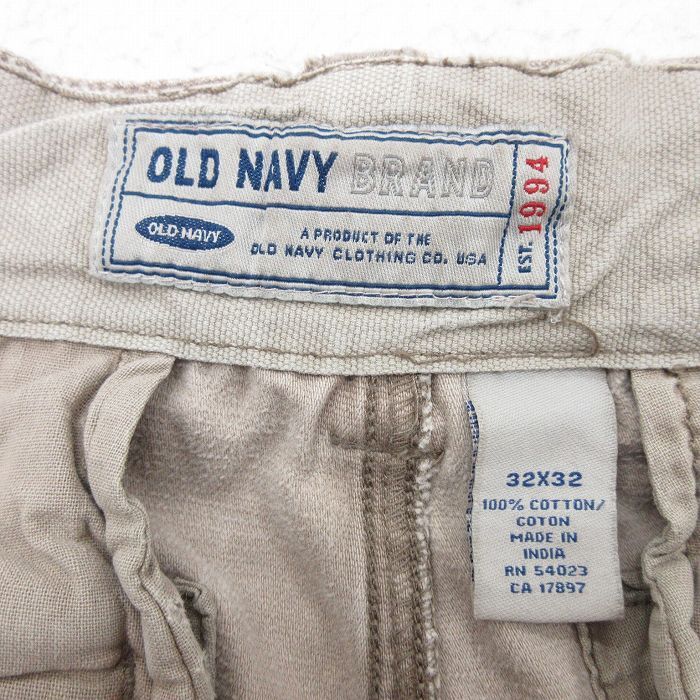 OLD NAVY BRAND
EST. 1994
OLD NAVY
A PRODUCT OF THE
OLD NAVY CLOTHING CO. USA
32X32
100% COTTON/
COTON
MADE IN
INDIA
RN 54023
CA 17897